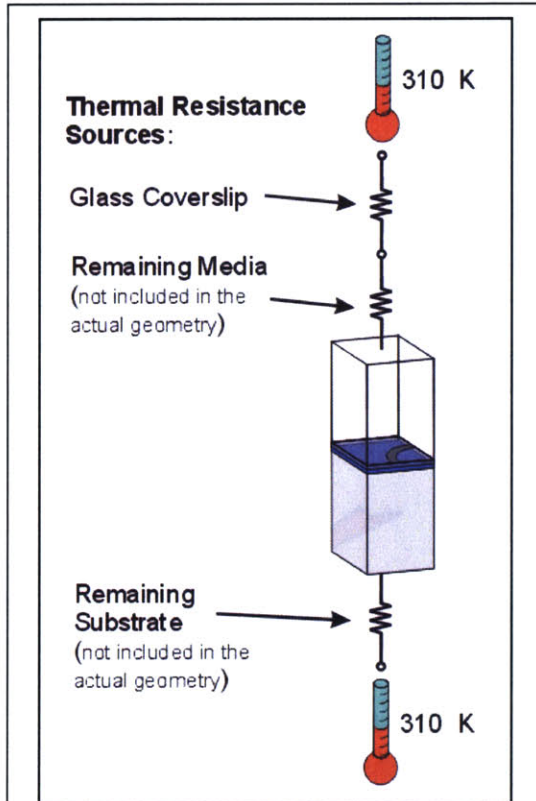 310 K
Thermal Resistance
Sources:
Glass Coverslip
Remaining Media
(not included in the
actual geometry)
Remaining
Substrate
(not included in the
actual geometry)
310 K